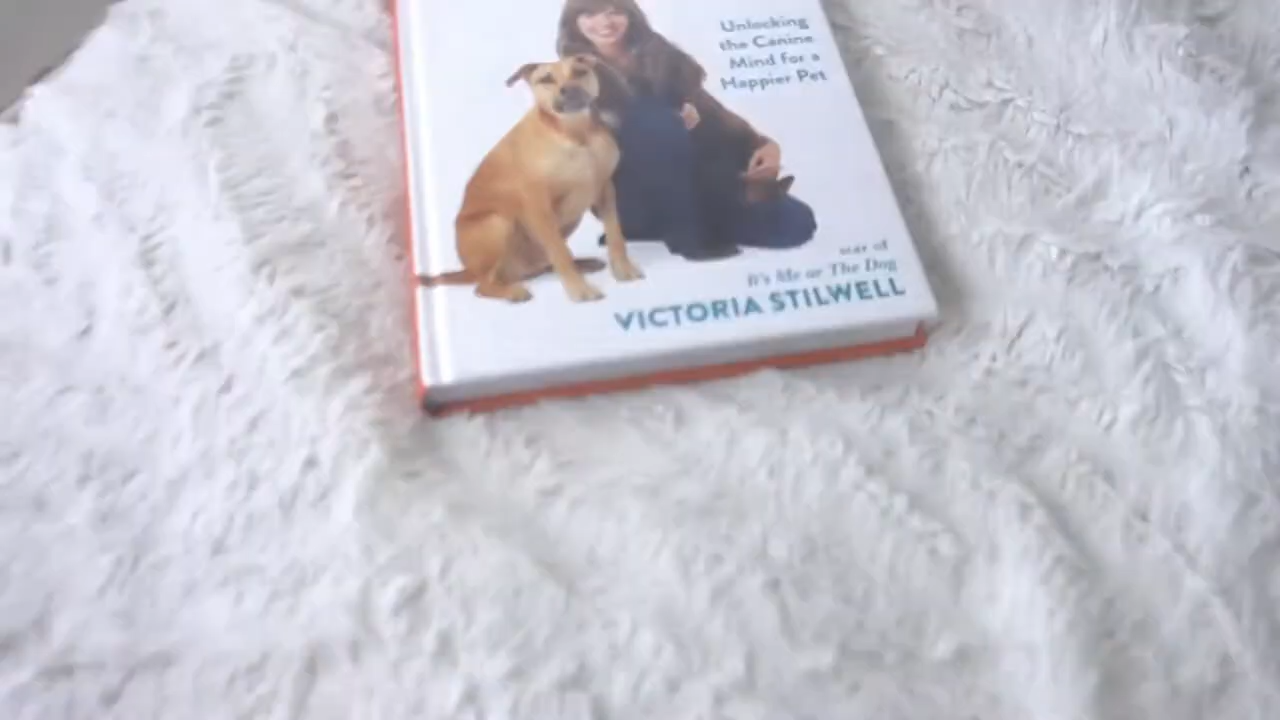 Unlocking
the Canine
Mind for a
Happier Pet
star of
It's Me or The Dog
VICTORIA STILWELL